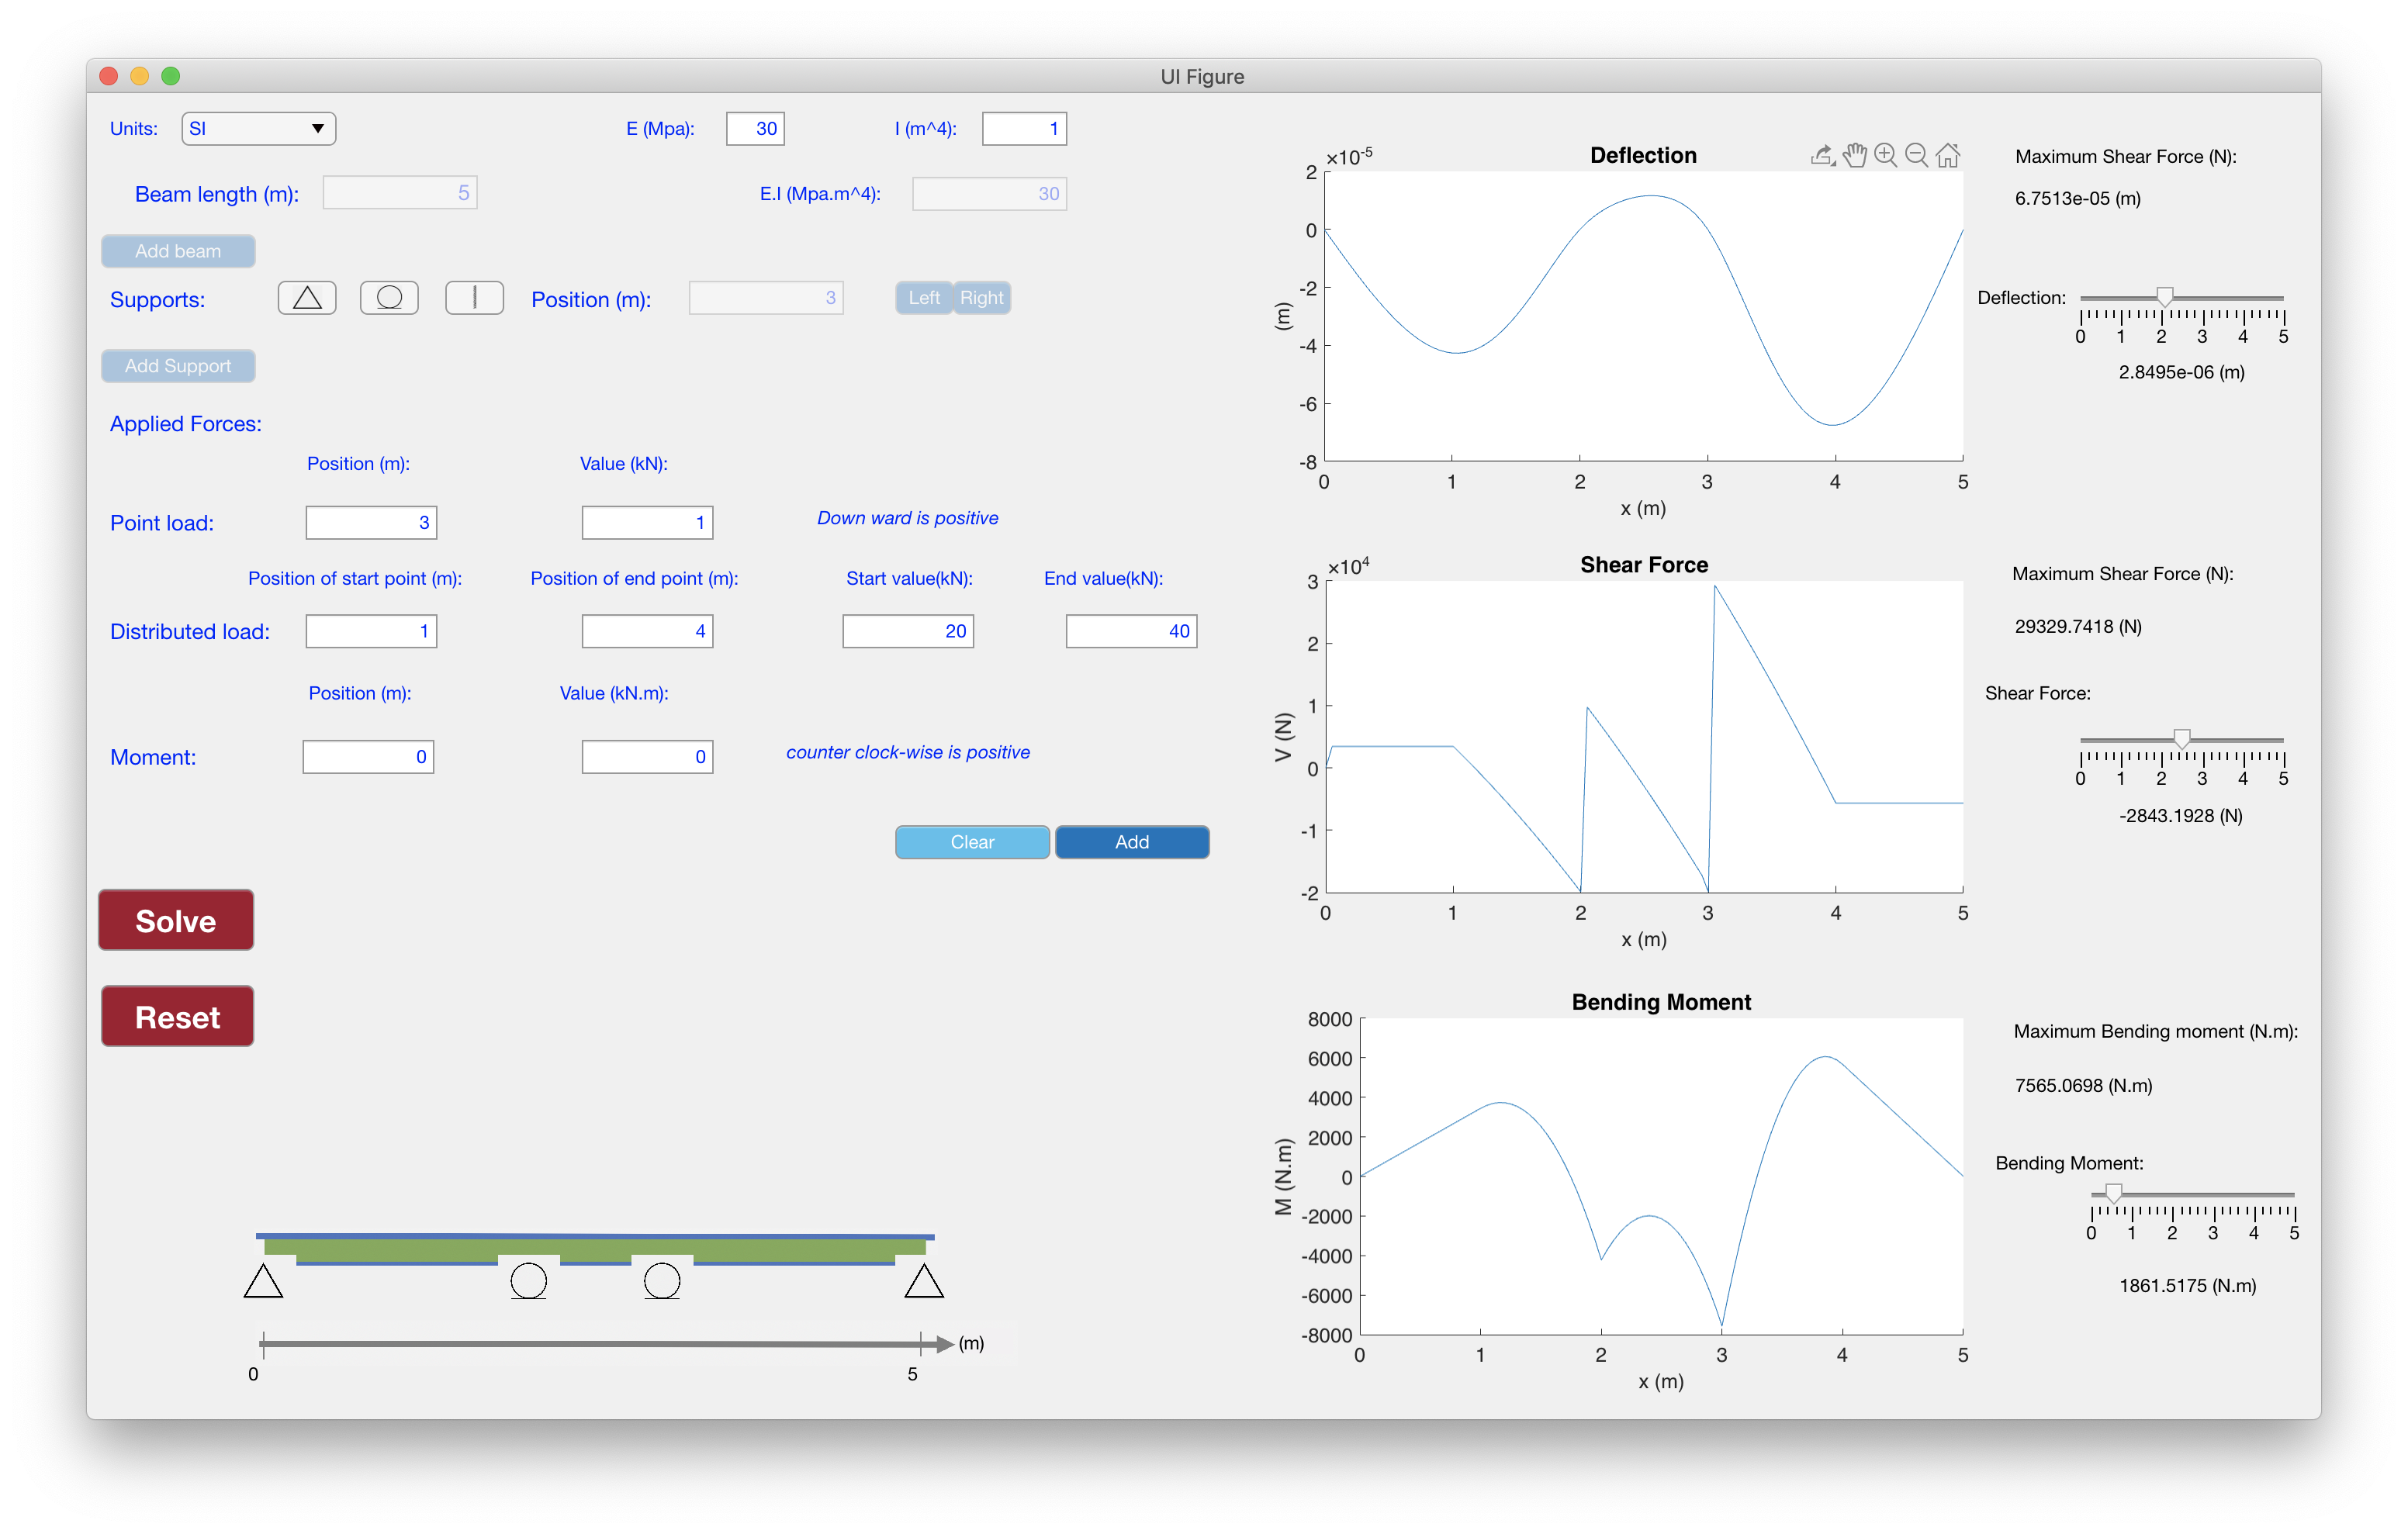 UI Figure
Units: SI E (Mpa): 30 I (m^4): 1
Beam length (m): 5 E.I (Mpa.m^4): 30
Add beam
Supports: Position (m): 3 Left Right
Add Support
Applied Forces:
Position (m): Value (kN):
Point load: 3 1 Down ward is positive
Position of start point (m): Position of end point (m): Start value(kN): End value(kN):
Distributed load: 1 4 20 40
Position (m): Value (kN.m):
Moment: 0 0 counter clock-wise is positive
Clear Add
Solve
Reset
(m)
0 5
×10-5 Deflection
2
0
-2
-4
-6
-8
(m)
0 1 2 3 4 5
x (m)
Maximum Shear Force (N):
6.7513e-05 (m)
Deflection:
0 1 2 3 4 5
2.8495e-06 (m)
×10^4 Shear Force
3
2
1
0
-1
-2
V (N)
0 1 2 3 4 5
x (m)
Maximum Shear Force (N):
29329.7418 (N)
Shear Force:
0 1 2 3 4 5
-2843.1928 (N)
Bending Moment
8000
6000
4000
2000
0
-2000
-4000
-6000
-8000
M (N.m)
0 1 2 3 4 5
x (m)
Maximum Bending moment (N.m):
7565.0698 (N.m)
Bending Moment:
0 1 2 3 4 5
1861.5175 (N.m)